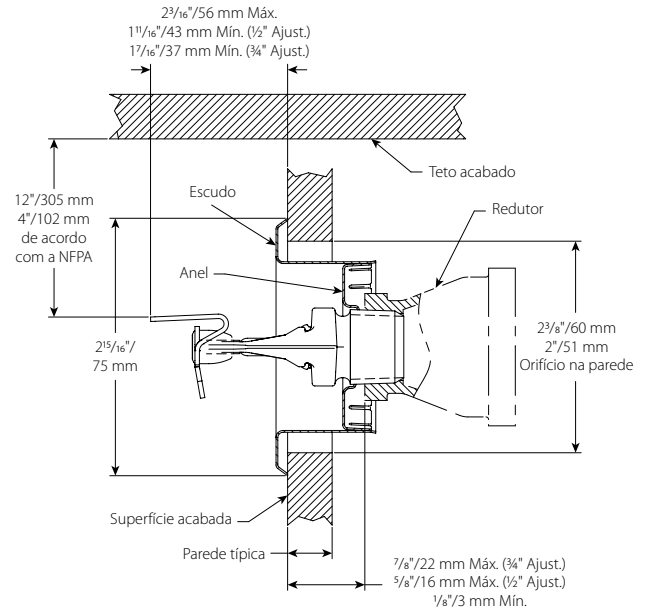 2³/₁₆"/56 mm Máx.
1¹¹/₁₆"/43 mm Mín. (½" Ajust.)
1⁷/₁₆"/37 mm Mín. (¾" Ajust.)
Teto acabado
12"/305 mm
4"/102 mm
de acordo
com a NFPA
Escudo
Redutor
Anel
2¹⁵/₁₆"/
75 mm
2³/₈"/60 mm
2"/51 mm
Orifício na parede
Superfície acabada
Parede típica
⁷/₈"/22 mm Máx. (¾" Ajust.)
⁵/₈"/16 mm Máx. (½" Ajust.)
¹/₈"/3 mm Mín.